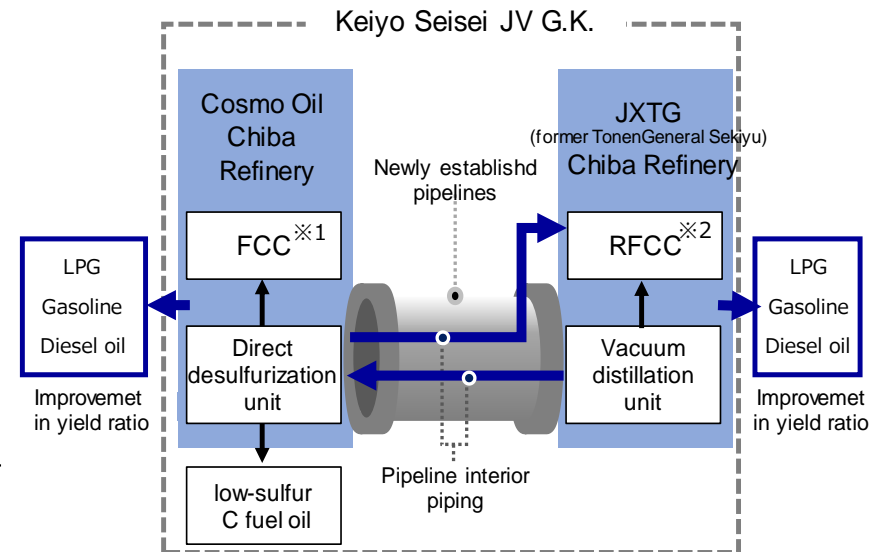 Keiyo Seisei JV G.K.
Cosmo Oil
Chiba
Refinery
JXTG
(former TonenGeneral Sekiyu)
Chiba Refinery
Newly establishd
pipelines
FCC※1
RFCC※2
LPG
Gasoline
Diesel oil
Improvemet
in yield ratio
Direct
desulfurization
unit
Vacuum
distillation
unit
LPG
Gasoline
Diesel oil
Improvemet
in yield ratio
Pipeline interior
piping
low-sulfur
C fuel oil